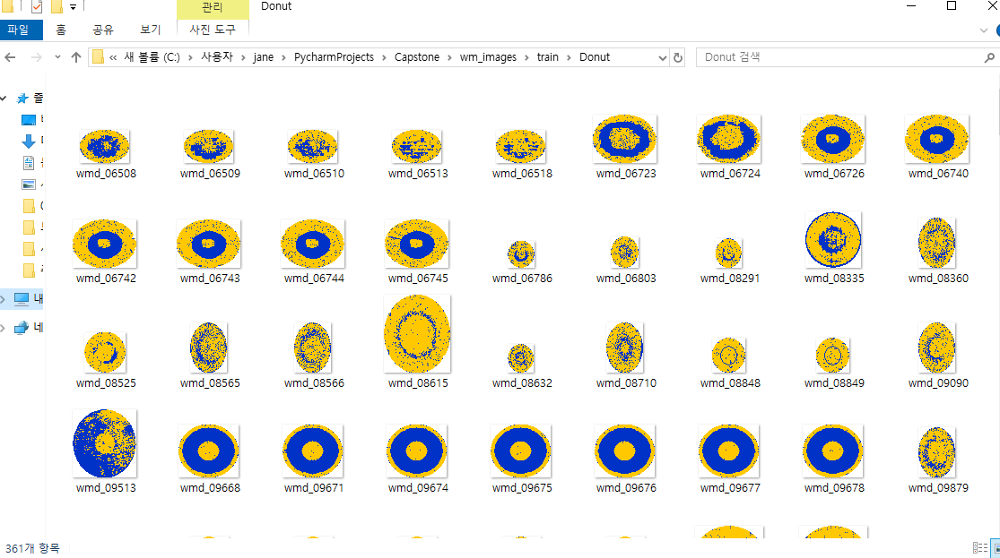 관리 Donut
파일 홈 공유 보기 사진 도구
« 새 볼륨 (C:) › 사용자 › jane › PycharmProjects › Capstone › wm_images › train › Donut
Donut 검색
wmd_06508 wmd_06509 wmd_06510 wmd_06513 wmd_06518 wmd_06723 wmd_06724 wmd_06726 wmd_06740
wmd_06742 wmd_06743 wmd_06744 wmd_06745 wmd_06786 wmd_06803 wmd_08291 wmd_08335 wmd_08360
wmd_08525 wmd_08565 wmd_08566 wmd_08615 wmd_08632 wmd_08710 wmd_08848 wmd_08849 wmd_09090
wmd_09513 wmd_09668 wmd_09671 wmd_09674 wmd_09675 wmd_09676 wmd_09677 wmd_09678 wmd_09879
361개 항목